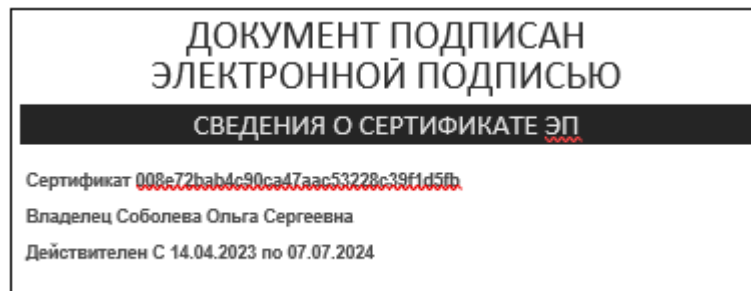 ДОКУМЕНТ ПОДПИСАН
ЭЛЕКТРОННОЙ ПОДПИСЬЮ
СВЕДЕНИЯ О СЕРТИФИКАТЕ ЭП
Сертификат 008e72bab4c90ca47aac53228c39f1d5fb
Владелец Соболева Ольга Сергеевна
Действителен С 14.04.2023 по 07.07.2024